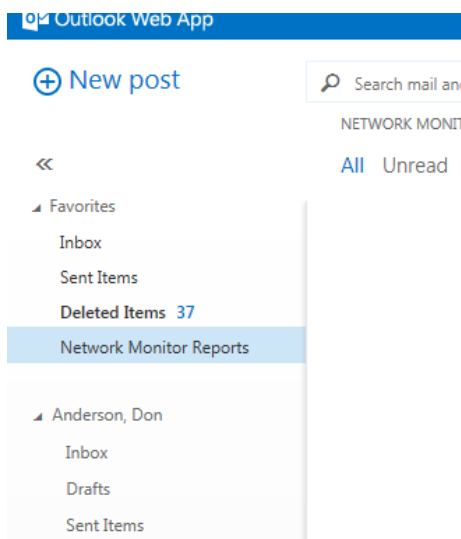 Outlook Web App
New post
Search mail an
NETWORK MONIT
All Unread
Favorites
Inbox
Sent Items
Deleted Items 37
Network Monitor Reports
Anderson, Don
Inbox
Drafts
Sent Items